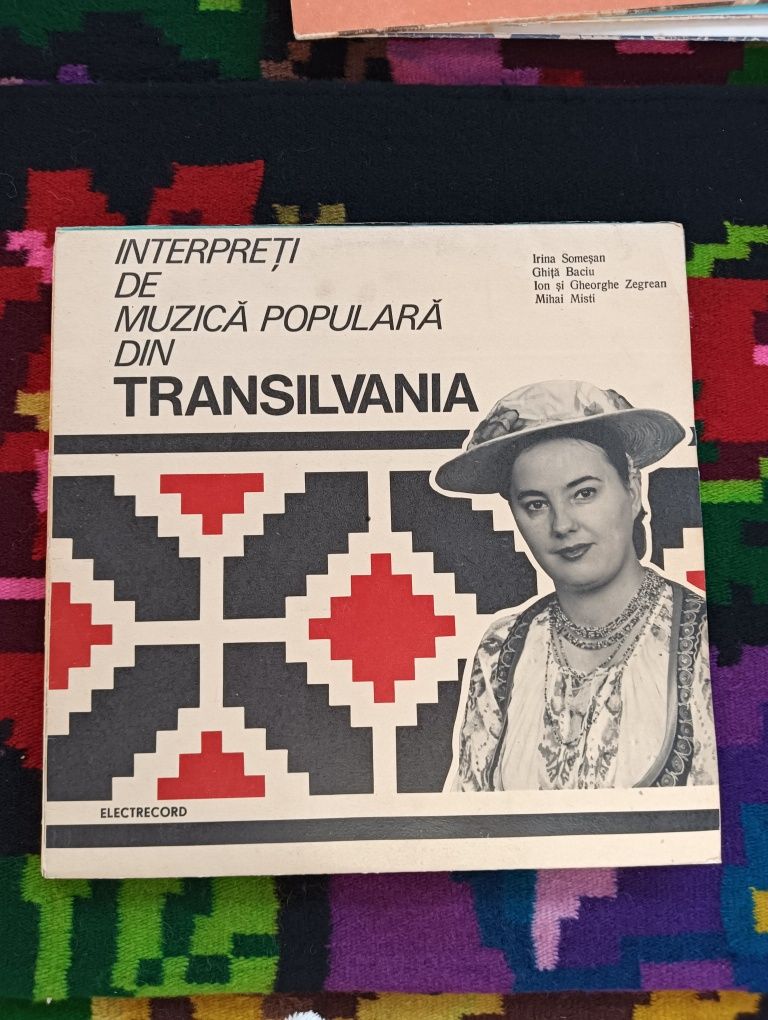 INTERPREȚI
DE
MUZICĂ POPULARĂ
DIN
TRANSILVANIA
Irina Someșan
Ghiță Baciu
Ion și Gheorghe Zegrean
Mihai Misti
ELECTRECORD